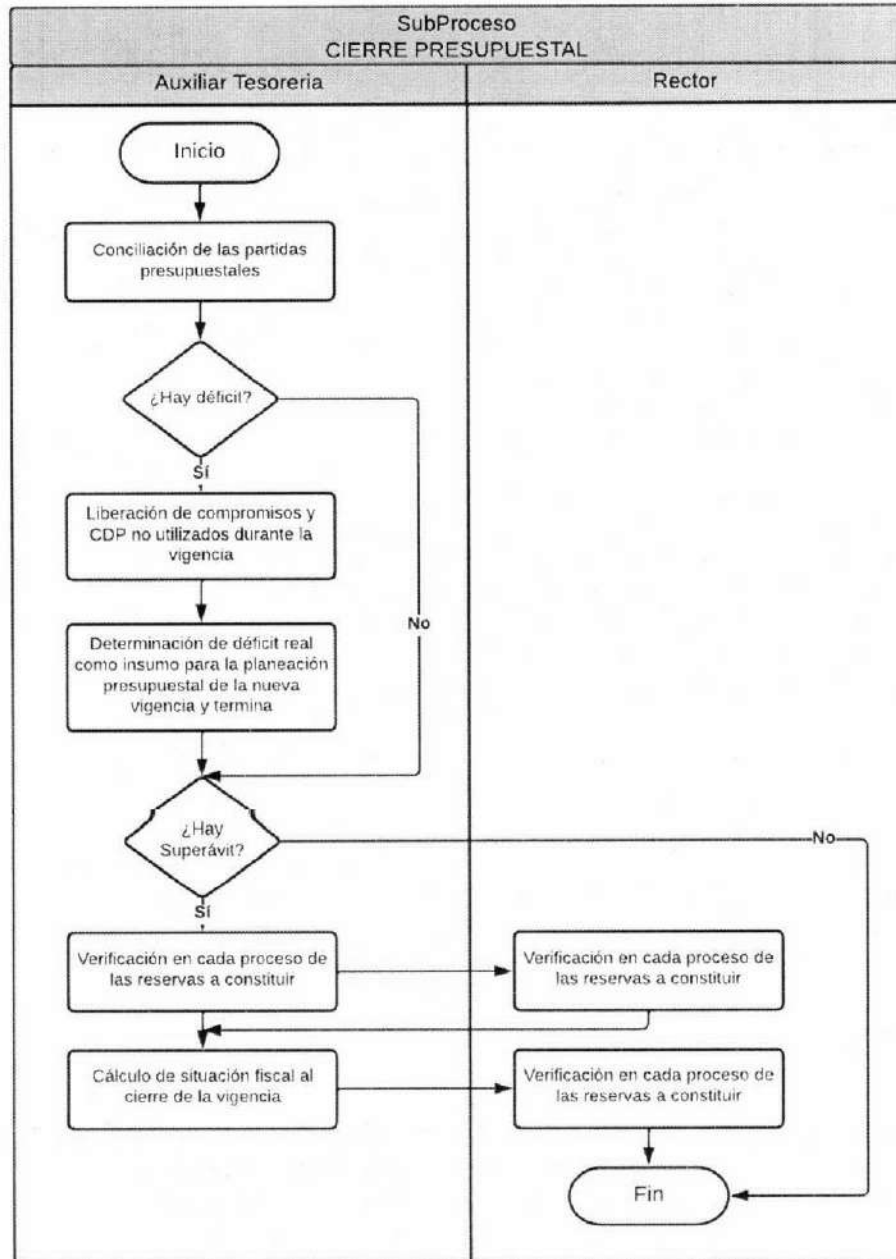 SubProceso
CIERRE PRESUPUESTAL
Auxiliar Tesoreria
Rector
Inicio
Conciliación de las partidas
presupuestales
¿Hay déficit?
Sí
Liberación de compromisos y
CDP no utilizados durante la
vigencia
No
Determinación de déficit real
como insumo para la planeación
presupuestal de la nueva
vigencia y termina
¿Hay
Superávit?
No
Sí
Verificación en cada proceso de
las reservas a constituir
Verificación en cada proceso de
las reservas a constituir
Cálculo de situación fiscal al
cierre de la vigencia
Verificación en cada proceso de
las reservas a constituir
Fin